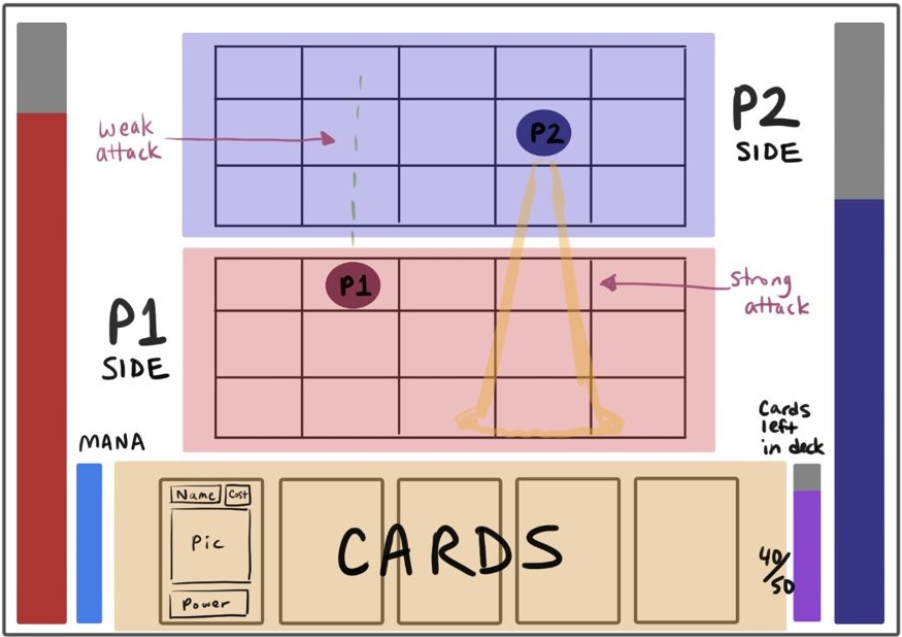 weak
attack
P2
P2
SIDE
P1
strong
attack
P1
SIDE
MANA
Cards
left
in deck
Name Cost
Pic
Power
CARDS
40/50